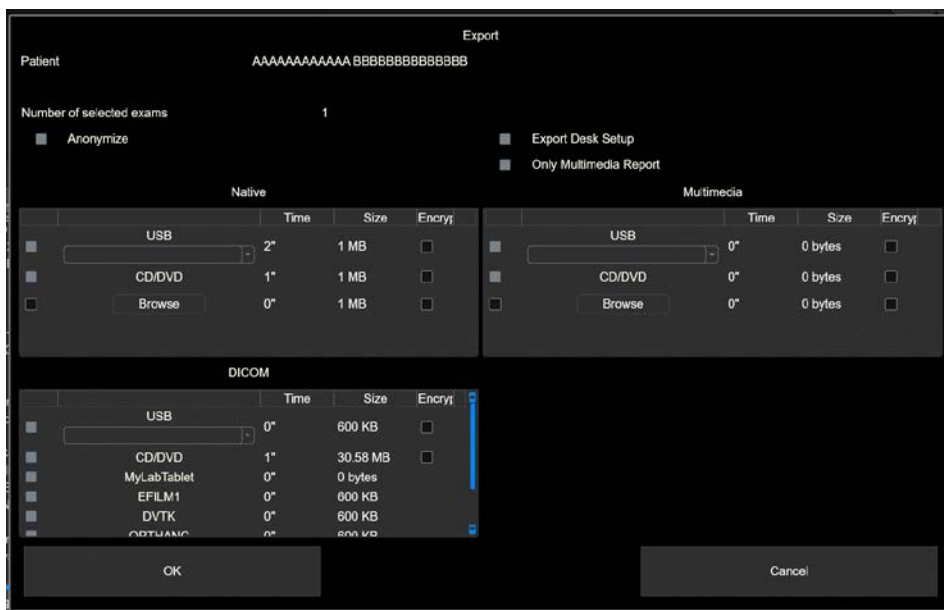 Export
Patient AAAAAAAAAAAA BBBBBBBBBBBBBB
Number of selected exams 1
Anonymize Export Desk Setup
Only Multimedia Report
Native
Time Size Encryp
USB 2" 1 MB
CD/DVD 1" 1 MB
Browse 0" 1 MB
Multimedia
Time Size Encryp
USB 0" 0 bytes
CD/DVD 0" 0 bytes
Browse 0" 0 bytes
DICOM
Time Size Encryp
USB 0" 600 KB
CD/DVD 1" 30.58 MB
MyLabTablet 0" 0 bytes
EFILM1 0" 600 KB
DVTK 0" 600 KB
ORTHANC 0" 600 KB
OK Cancel